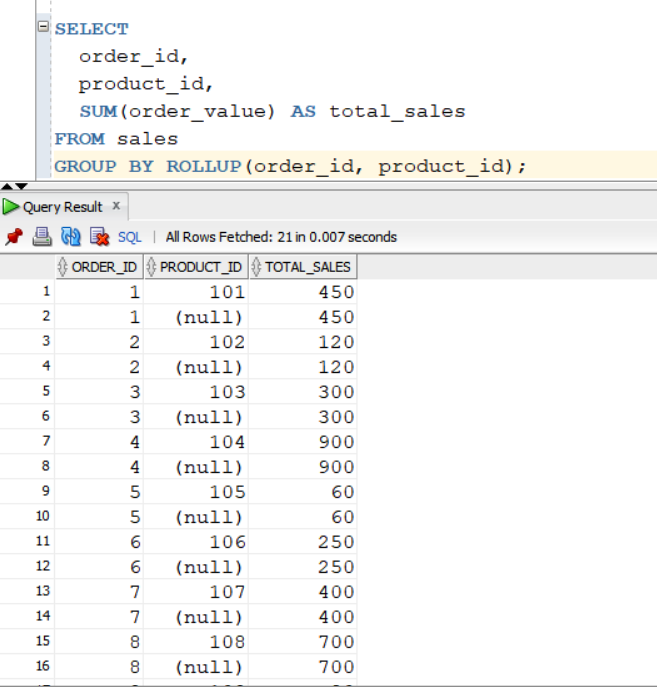 SELECT
order_id,
product_id,
SUM(order_value) AS total_sales
FROM sales
GROUP BY ROLLUP(order_id, product_id);
Query Result x
SQL | All Rows Fetched: 21 in 0.007 seconds
ORDER_ID PRODUCT_ID TOTAL_SALES
1 1 101 450
2 1 (null) 450
3 2 102 120
4 2 (null) 120
5 3 103 300
6 3 (null) 300
7 4 104 900
8 4 (null) 900
9 5 105 60
10 5 (null) 60
11 6 106 250
12 6 (null) 250
13 7 107 400
14 7 (null) 400
15 8 108 700
16 8 (null) 700